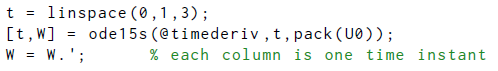 t = linspace(0,1,3);
[t,W] = ode15s(@timederiv,t,pack(U0));
W = W.';      % each column is one time instant